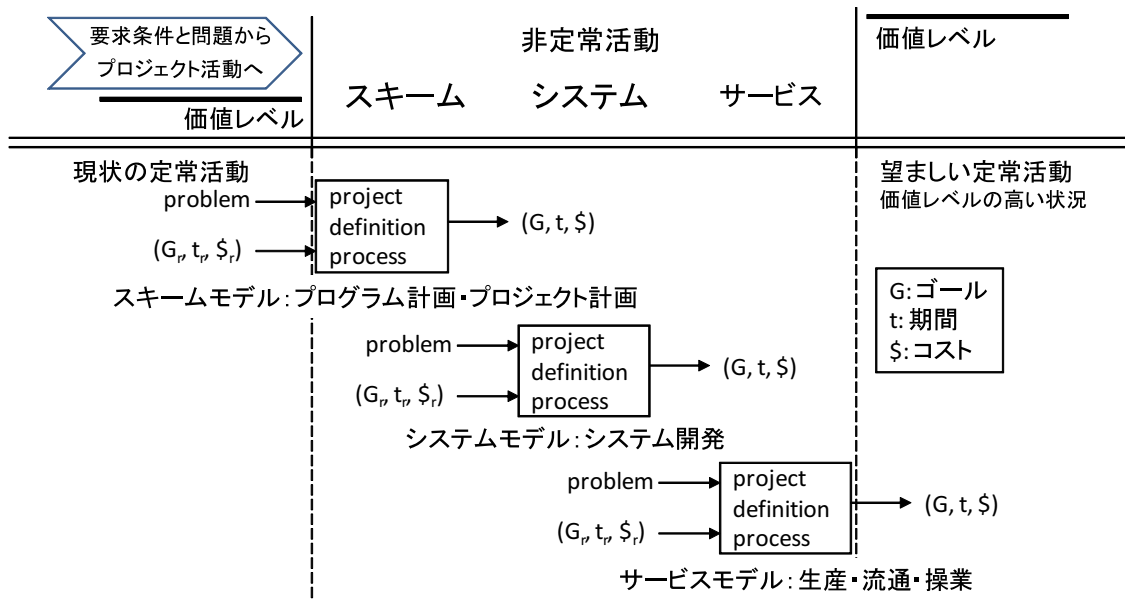 要求条件と問題から
プロジェクト活動へ
価値レベル
非定常活動
スキーム
システム
サービス
価値レベル
現状の定常活動
望ましい定常活動
価値レベルの高い状況
problem
(Gr, tr, $r)
project
definition
process
(G, t, $)
スキームモデル：プログラム計画・プロジェクト計画
G: ゴール
t: 期間
$: コスト
problem
(Gr, tr, $r)
project
definition
process
(G, t, $)
システムモデル：システム開発
problem
(Gr, tr, $r)
project
definition
process
(G, t, $)
サービスモデル：生産・流通・操業